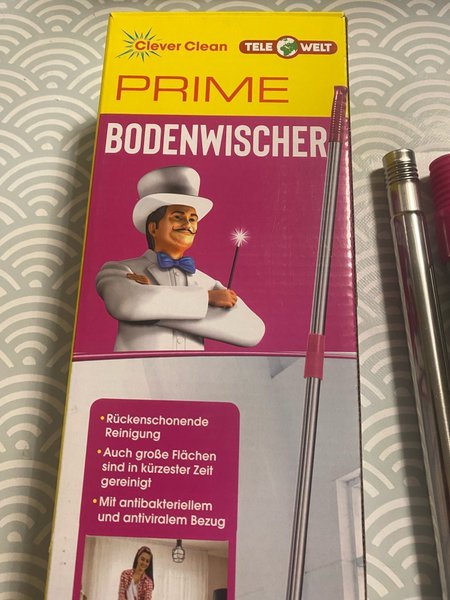 Clever Clean
TELE WELT
PRIME
BODENWISCHER
• Rückenschonende
Reinigung
• Auch große Flächen
sind in kürzester Zeit
gereinigt
• Mit antibakteriellem
und antiviralem Bezug